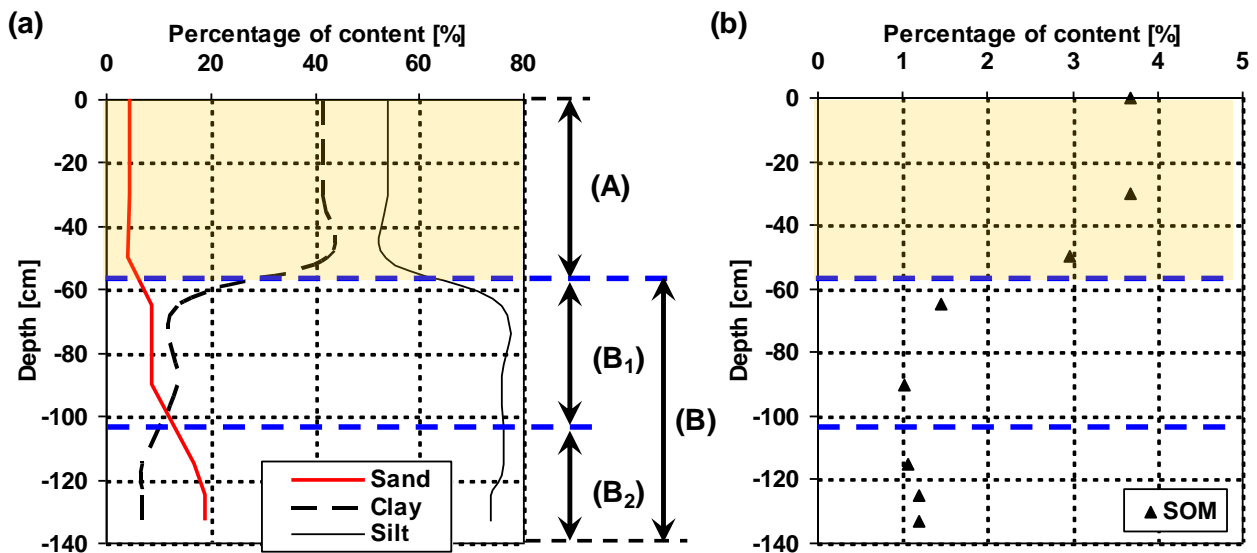 (a)
Percentage of content [%]
0 20 40 60 80
Depth [cm]
0
-20
-40
-60
-80
-100
-120
-140
Sand
Clay
Silt
(A)
(B₁)
(B₂)
(B)
(b)
Percentage of content [%]
0 1 2 3 4 5
Depth [cm]
0
-20
-40
-60
-80
-100
-120
-140
SOM